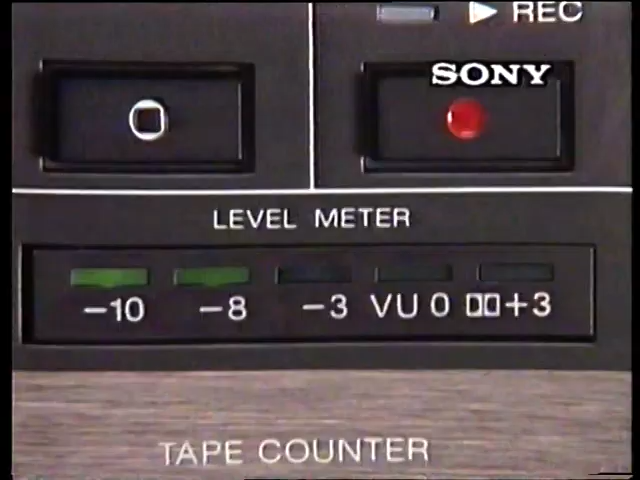 REC
SONY
LEVEL METER
−10 −8 −3 VU 0 +3
TAPE COUNTER